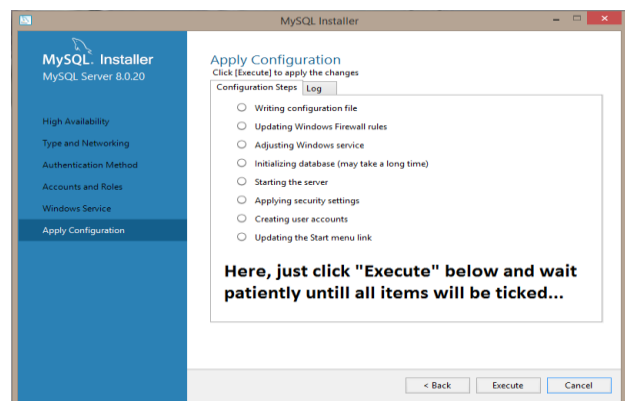 MySQL Installer
MySQL. Installer
MySQL Server 8.0.20
High Availability
Type and Networking
Authentication Method
Accounts and Roles
Windows Service
Apply Configuration
Apply Configuration
Click [Execute] to apply the changes
Configuration Steps Log
Writing configuration file
Updating Windows Firewall rules
Adjusting Windows service
Initializing database (may take a long time)
Starting the server
Applying security settings
Creating user accounts
Updating the Start menu link
Here, just click "Execute" below and wait
patiently untill all items will be ticked...
< Back Execute Cancel